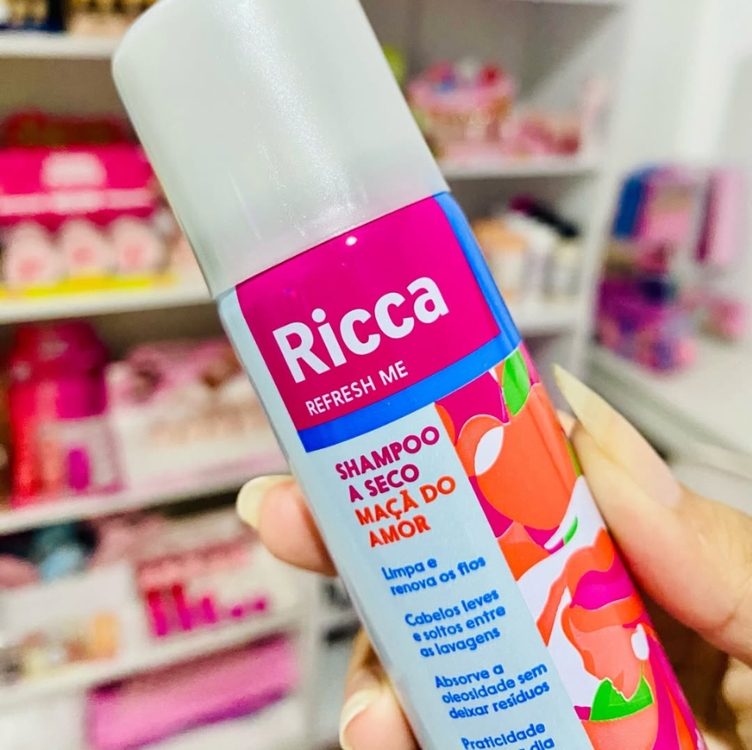 Ricca
REFRESH ME
SHAMPOO
A SECO
MAÇÃ DO
AMOR
Limpa e
renova os fios
Cabelos leves
e soltos entre
as lavagens
Absorve a
oleosidade sem
deixar resíduos
Praticidade
dia